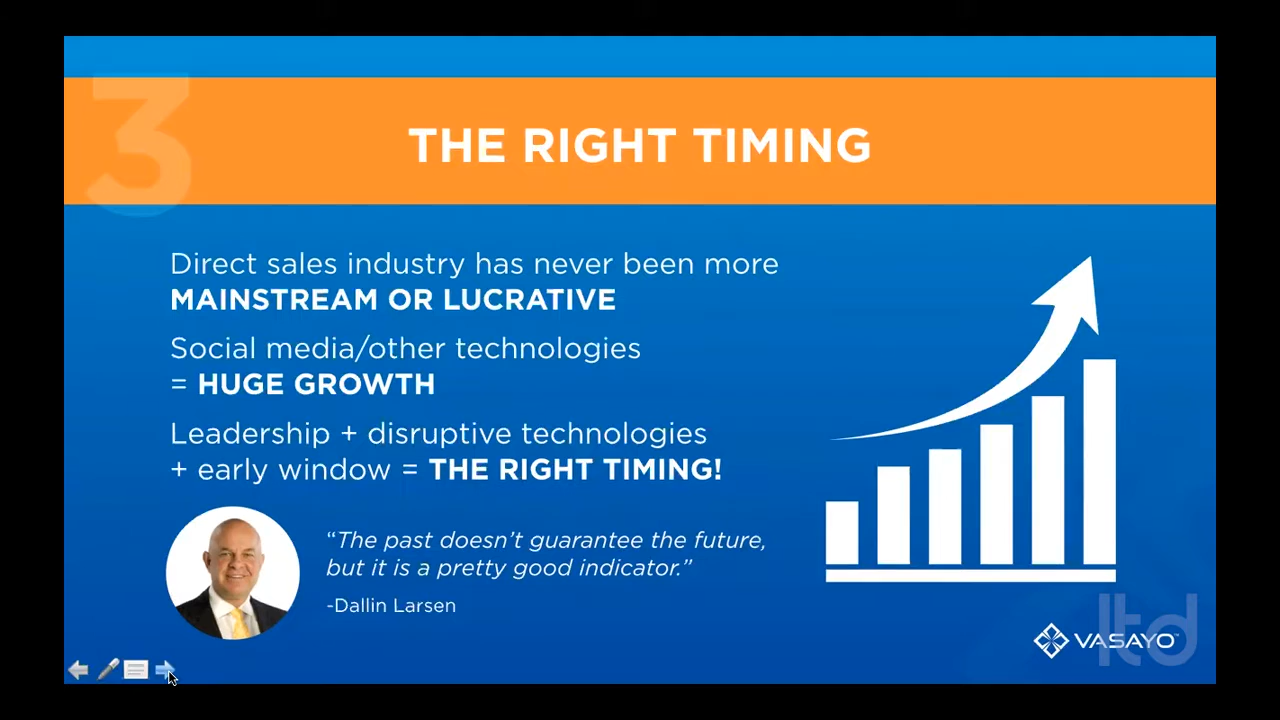 3
THE RIGHT TIMING
Direct sales industry has never been more
MAINSTREAM OR LUCRATIVE
Social media/other technologies
= HUGE GROWTH
Leadership + disruptive technologies
+ early window = THE RIGHT TIMING!
“The past doesn’t guarantee the future,
but it is a pretty good indicator.”
-Dallin Larsen
ltd
VASAYO™